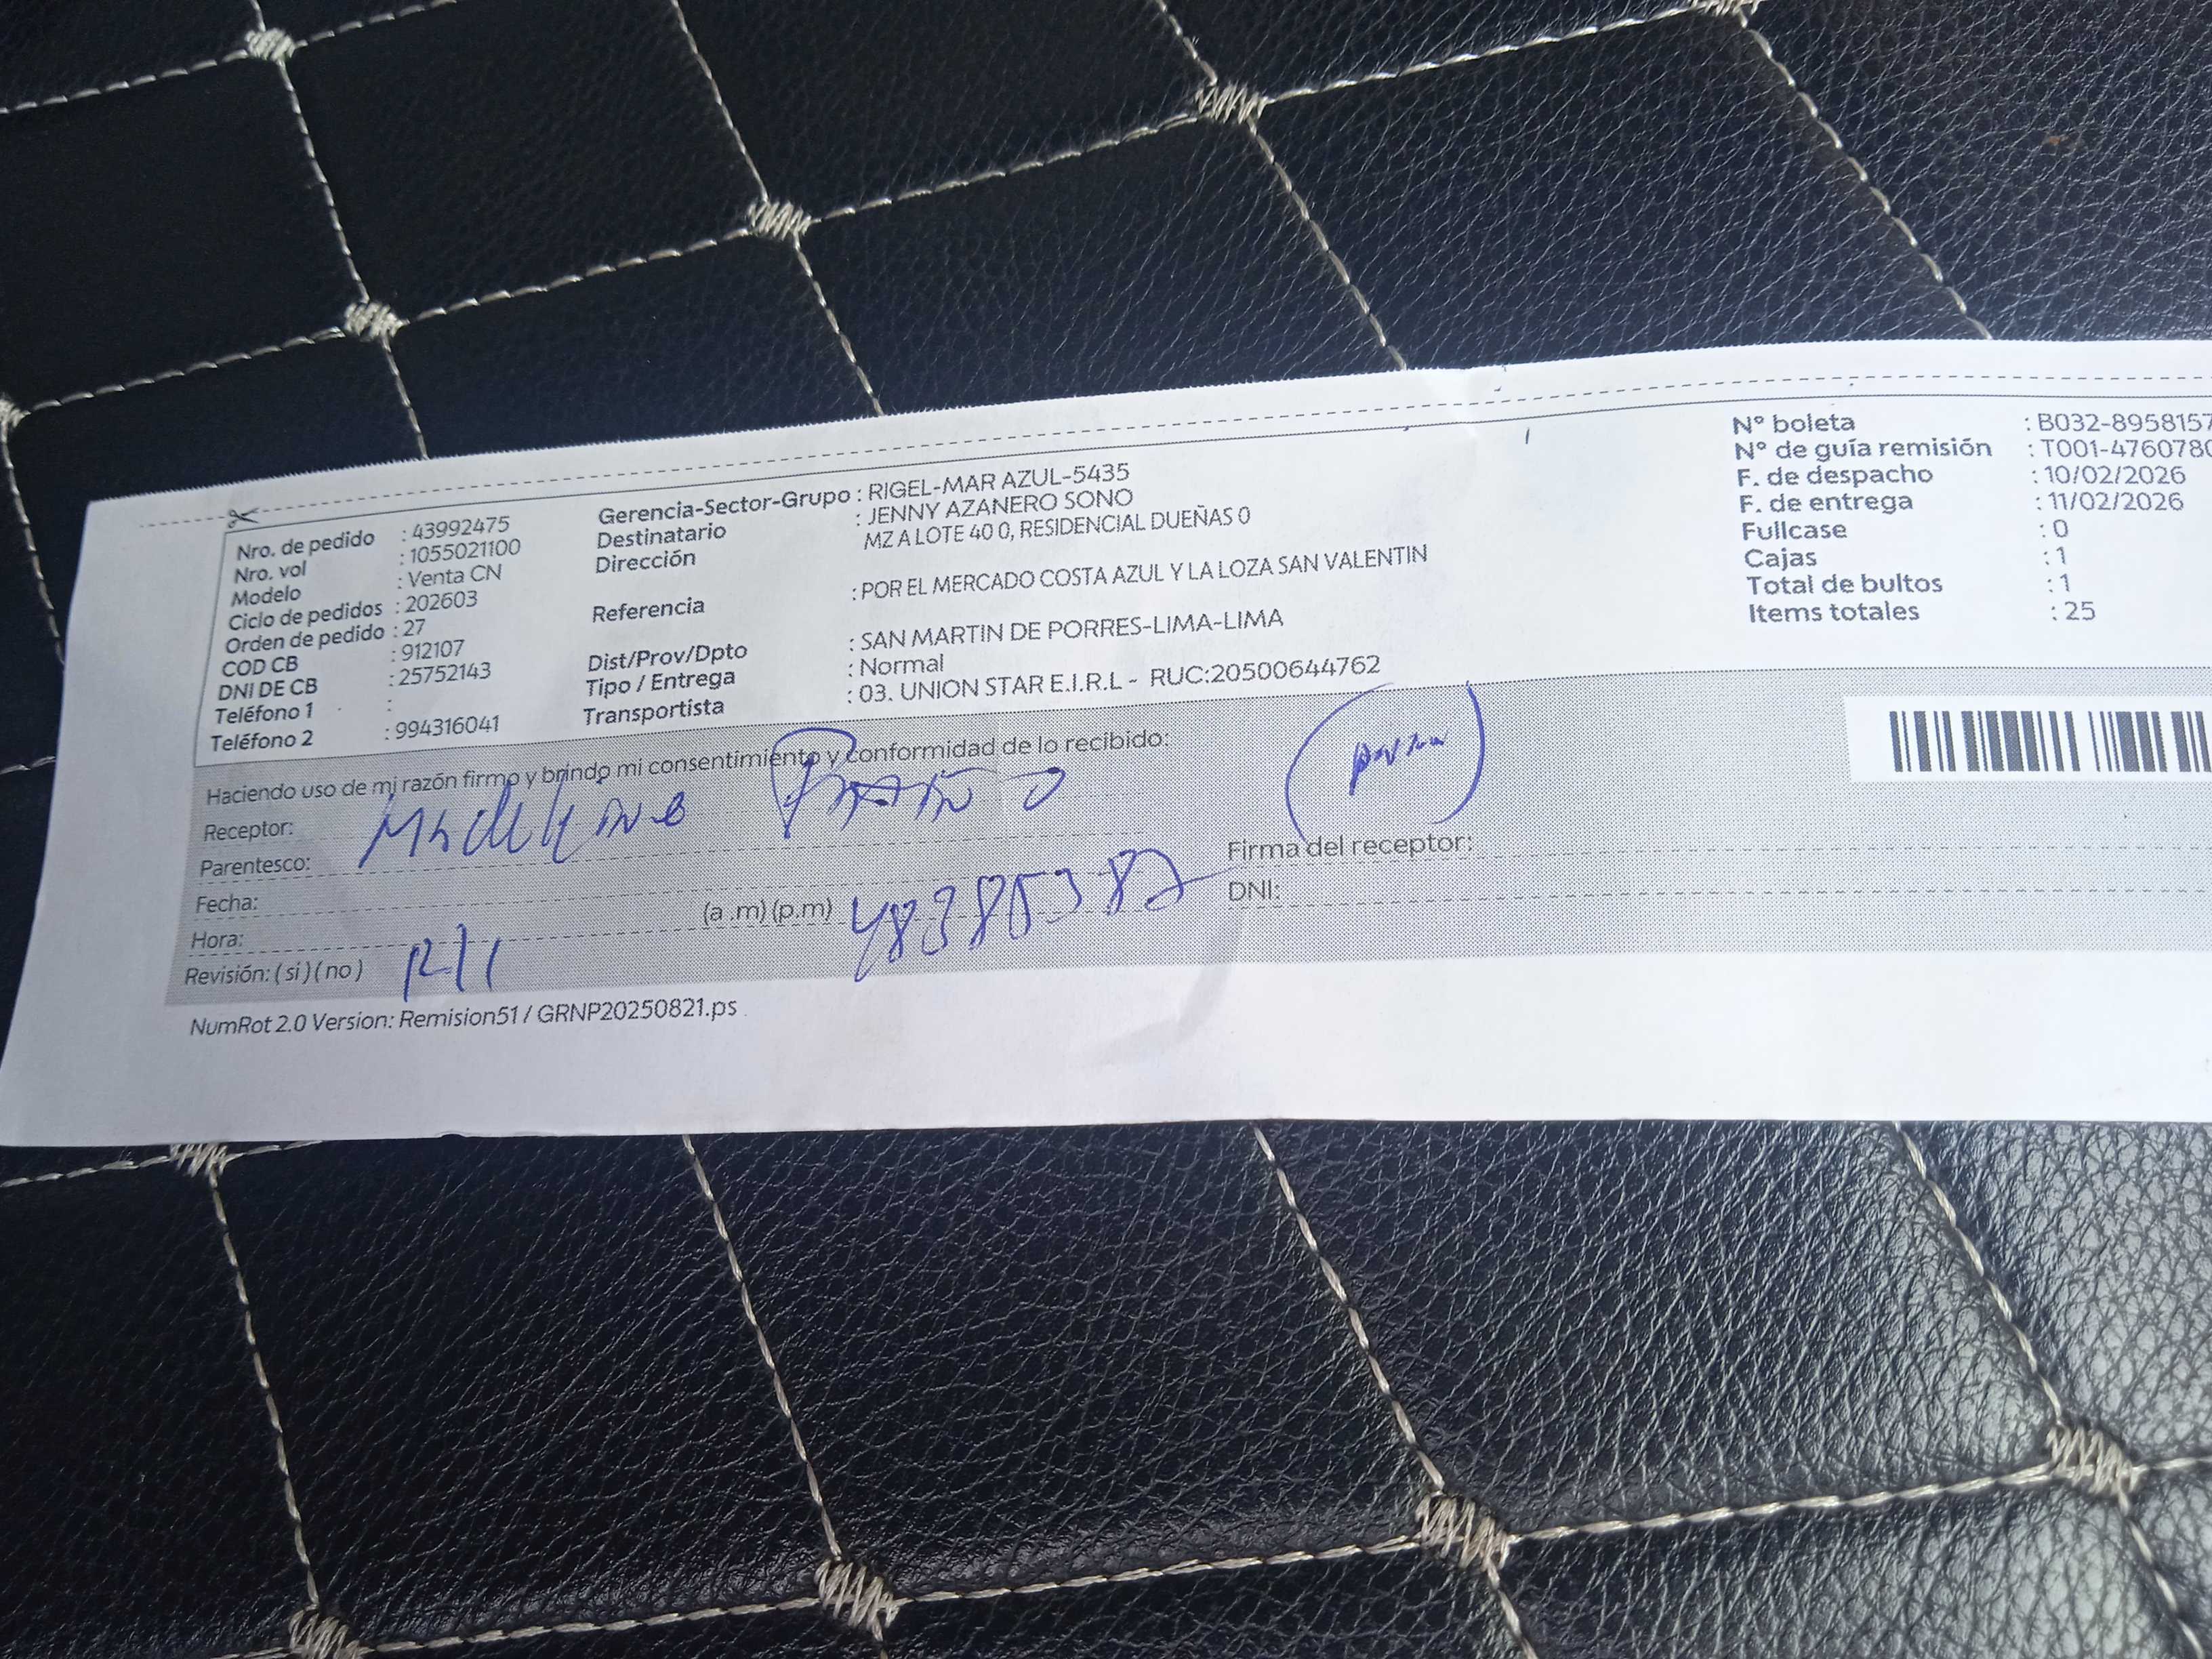 Nro. de pedido : 43992475
Nro. vol : 1055021100
Modelo : Venta CN
Ciclo de pedidos : 202603
Orden de pedido : 27
COD CB : 912107
DNI DE CB : 25752143
Teléfono 1 :
Teléfono 2 : 994316041
Gerencia-Sector-Grupo : RIGEL-MAR AZUL-5435
Destinatario : JENNY AZANERO SONO
Dirección MZ A LOTE 40 0, RESIDENCIAL DUEÑAS 0
Referencia : POR EL MERCADO COSTA AZUL Y LA LOZA SAN VALENTIN
Dist/Prov/Dpto : SAN MARTIN DE PORRES-LIMA-LIMA
Tipo / Entrega : Normal
Transportista : 03. UNION STAR E.I.R.L - RUC:20500644762
N° boleta : B032-8958157
N° de guía remisión : T001-4760780
F. de despacho : 10/02/2026
F. de entrega : 11/02/2026
Fullcase : 0
Cajas : 1
Total de bultos : 1
Items totales : 25
Haciendo uso de mi razón firmo y brindo mi consentimiento y conformidad de lo recibido:
Receptor:
Parentesco:
Fecha:
Hora: (a .m) (p.m)
Revisión: ( si ) ( no )
Firma del receptor:
DNI:
NumRot 2.0 Version: Remision51 / GRNP20250821.ps